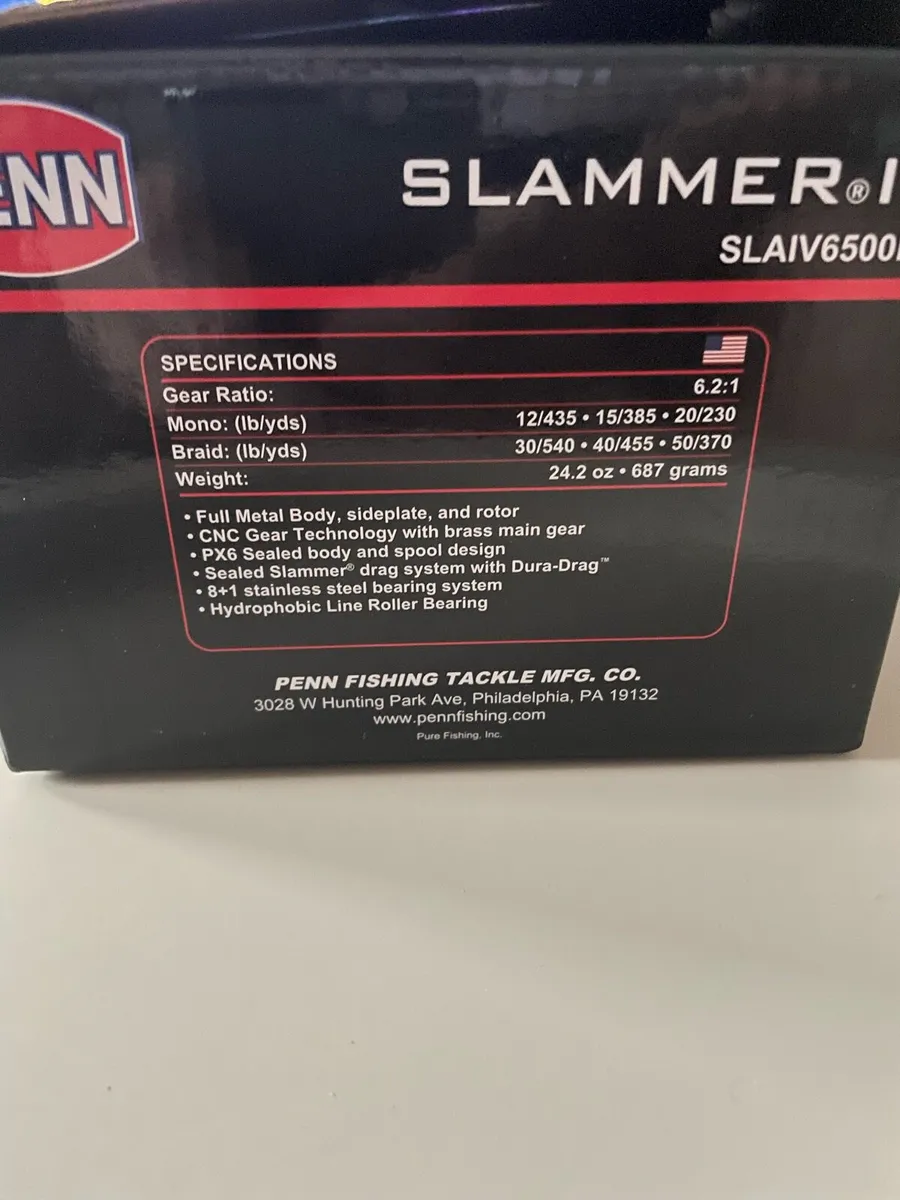 ENN
SLAMMER® I
SLAIV6500
SPECIFICATIONS
Gear Ratio: 6.2:1
Mono: (lb/yds) 12/435 • 15/385 • 20/230
Braid: (lb/yds) 30/540 • 40/455 • 50/370
Weight: 24.2 oz • 687 grams
• Full Metal Body, sideplate, and rotor
• CNC Gear Technology with brass main gear
• PX6 Sealed body and spool design
• Sealed Slammer® drag system with Dura-Drag™
• 8+1 stainless steel bearing system
• Hydrophobic Line Roller Bearing
PENN FISHING TACKLE MFG. CO.
3028 W Hunting Park Ave, Philadelphia, PA 19132
www.pennfishing.com
Pure Fishing, Inc.